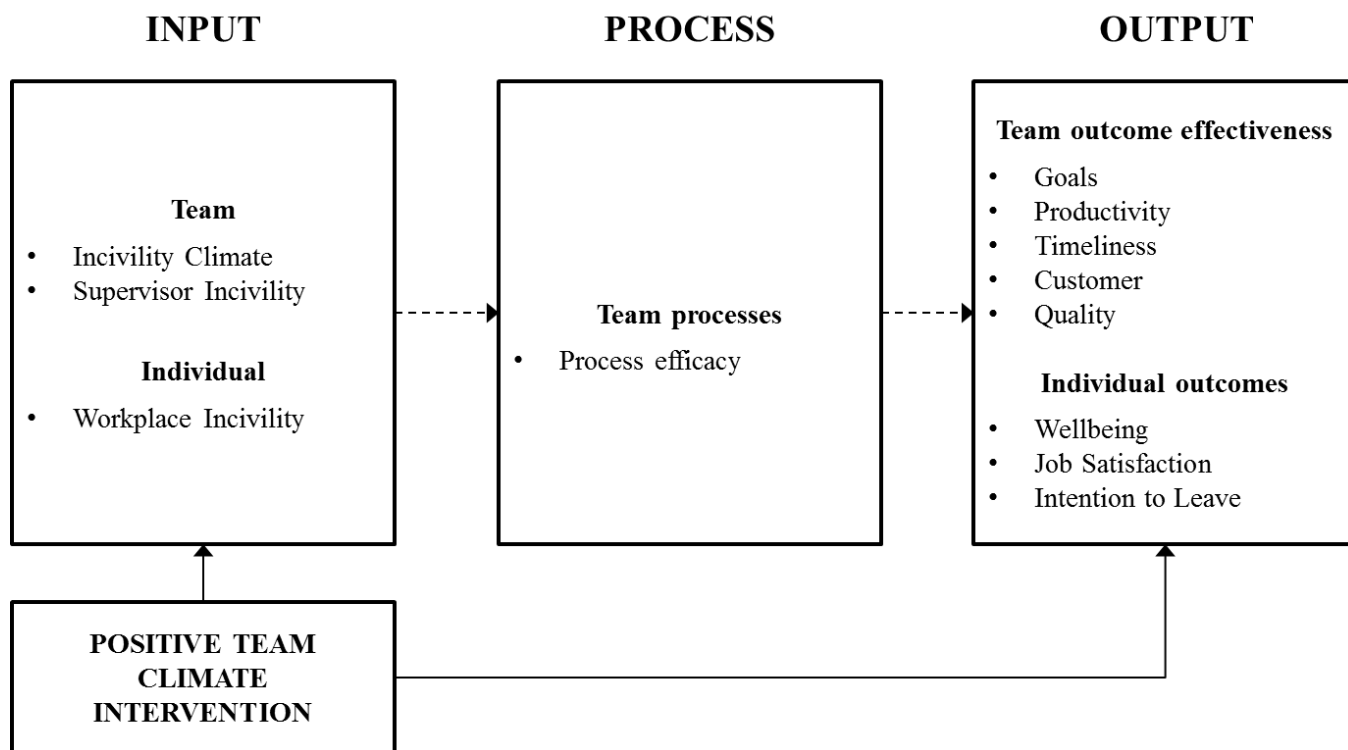 INPUT
PROCESS
OUTPUT
Team
• Incivility Climate
• Supervisor Incivility
Individual
• Workplace Incivility
Team processes
• Process efficacy
Team outcome effectiveness
• Goals
• Productivity
• Timeliness
• Customer
• Quality
Individual outcomes
• Wellbeing
• Job Satisfaction
• Intention to Leave
POSITIVE TEAM
CLIMATE
INTERVENTION